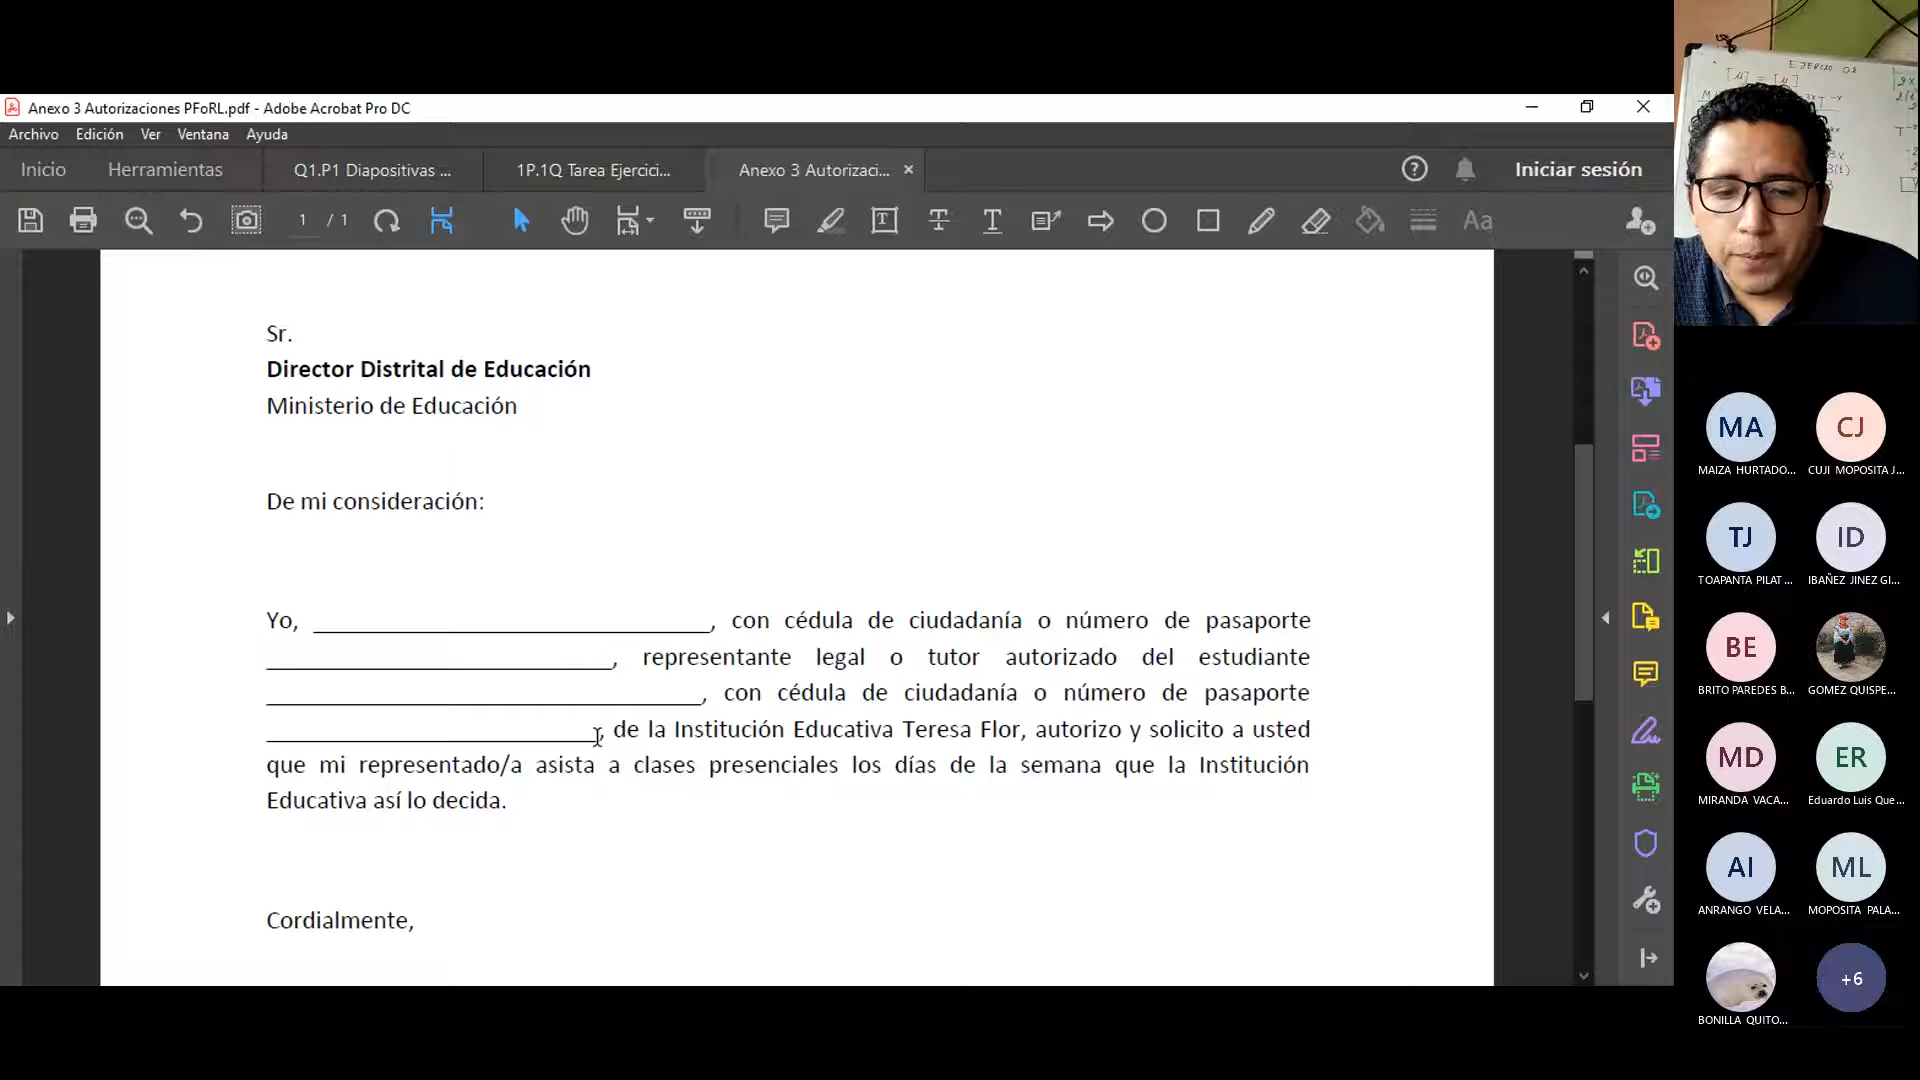 Anexo 3 Autorizaciones PFoRL.pdf - Adobe Acrobat Pro DC
Archivo Edición Ver Ventana Ayuda
Inicio Herramientas Q1.P1 Diapositivas ... 1P.1Q Tarea Ejercici... Anexo 3 Autorizaci... Iniciar sesión
1 / 1
Sr.
Director Distrital de Educación
Ministerio de Educación
De mi consideración:
Yo, ______________________________, con cédula de ciudadanía o número de pasaporte
__________________________, representante legal o tutor autorizado del estudiante
_________________________________, con cédula de ciudadanía o número de pasaporte
_________________________, de la Institución Educativa Teresa Flor, autorizo y solicito a usted
que mi representado/a asista a clases presenciales los días de la semana que la Institución
Educativa así lo decida.
Cordialmente,
EJERCICIO 02
MA CJ
MAIZA HURTADO... CUJI MOPOSITA J...
TJ ID
TOAPANTA PILAT... IBAÑEZ JINEZ GI...
BE
BRITO PAREDES B... GOMEZ QUISPE...
MD ER
MIRANDA VACA... Eduardo Luis Que...
AI ML
ANRANGO VELA... MOPOSITA PALA...
+6
BONILLA QUITO...